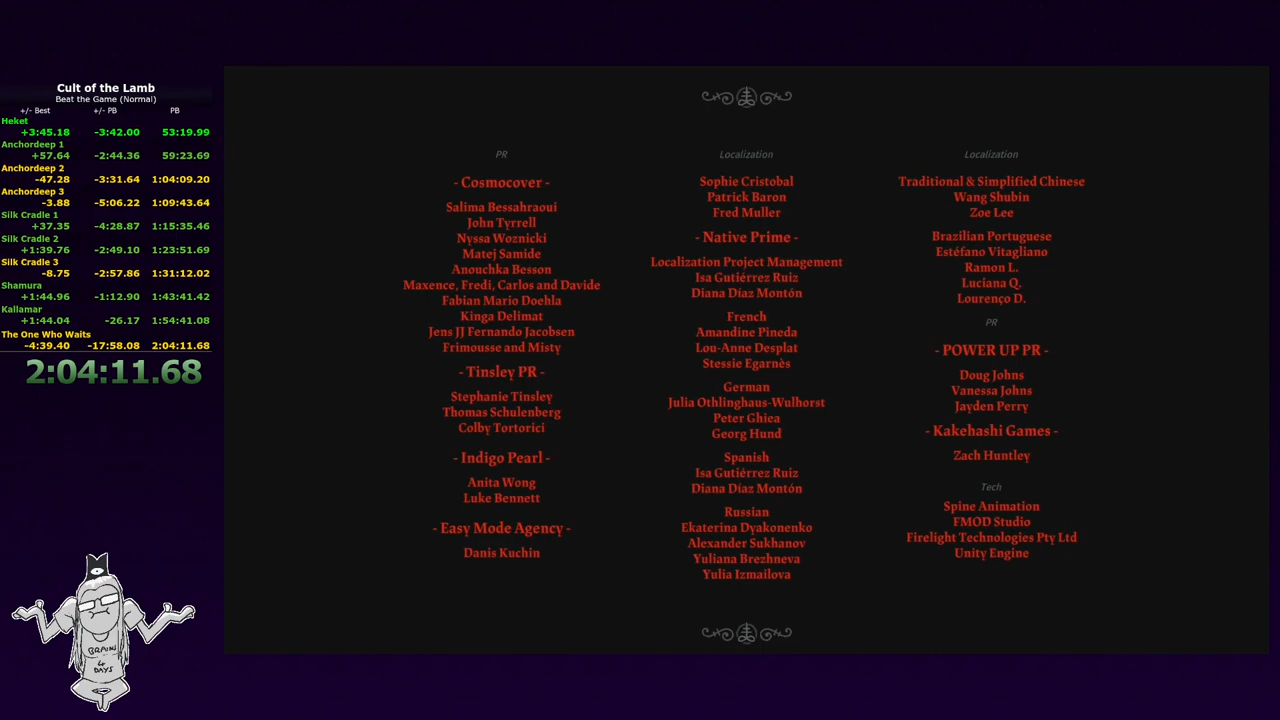 Cult of the Lamb
Beat the Game (Normal)
+/- Best +/- PB PB
Heket
+3:45.18 -3:42.00 53:19.99
Anchordeep 1
+57.64 -2:44.36 59:23.69
Anchordeep 2
-47.28 -3:31.64 1:04:09.20
Anchordeep 3
-3.88 -5:06.22 1:09:43.64
Silk Cradle 1
+37.35 -4:28.87 1:15:35.46
Silk Cradle 2
+1:39.76 -2:49.10 1:23:51.69
Silk Cradle 3
-8.75 -2:57.86 1:31:12.02
Shamura
+1:44.96 -1:12.90 1:43:41.42
Kallamar
+1:44.04 -26.17 1:54:41.08
The One Who Waits
-4:39.40 -17:58.08 2:04:11.68
2:04:11.68
BRAINS
4
DAYS
PR
- Cosmocover -
Salima Bessahraoui
John Tyrrell
Nyssa Woznicki
Matej Samide
Anouchka Besson
Maxence, Fredi, Carlos and Davide
Fabian Mario Doehla
Kinga Delimat
Jens JJ Fernando Jacobsen
Frimousse and Misty
- Tinsley PR -
Stephanie Tinsley
Thomas Schulenberg
Colby Tortorici
- Indigo Pearl -
Anita Wong
Luke Bennett
- Easy Mode Agency -
Danis Kuchin
Localization
Sophie Cristobal
Patrick Baron
Fred Muller
- Native Prime -
Localization Project Management
Isa Gutiérrez Ruiz
Diana Díaz Montón
French
Amandine Pineda
Lou-Anne Desplat
Stessie Egarnès
German
Julia Othlinghaus-Wulhorst
Peter Ghiea
Georg Hund
Spanish
Isa Gutiérrez Ruiz
Diana Díaz Montón
Russian
Ekaterina Dyakonenko
Alexander Sukhanov
Yuliana Brezhneva
Yulia Izmailova
Localization
Traditional & Simplified Chinese
Wang Shubin
Zoe Lee
Brazilian Portuguese
Estéfano Vitagliano
Ramon L.
Luciana Q.
Lourenço D.
PR
- POWER UP PR -
Doug Johns
Vanessa Johns
Jayden Perry
- Kakehashi Games -
Zach Huntley
Tech
Spine Animation
FMOD Studio
Firelight Technologies Pty Ltd
Unity Engine